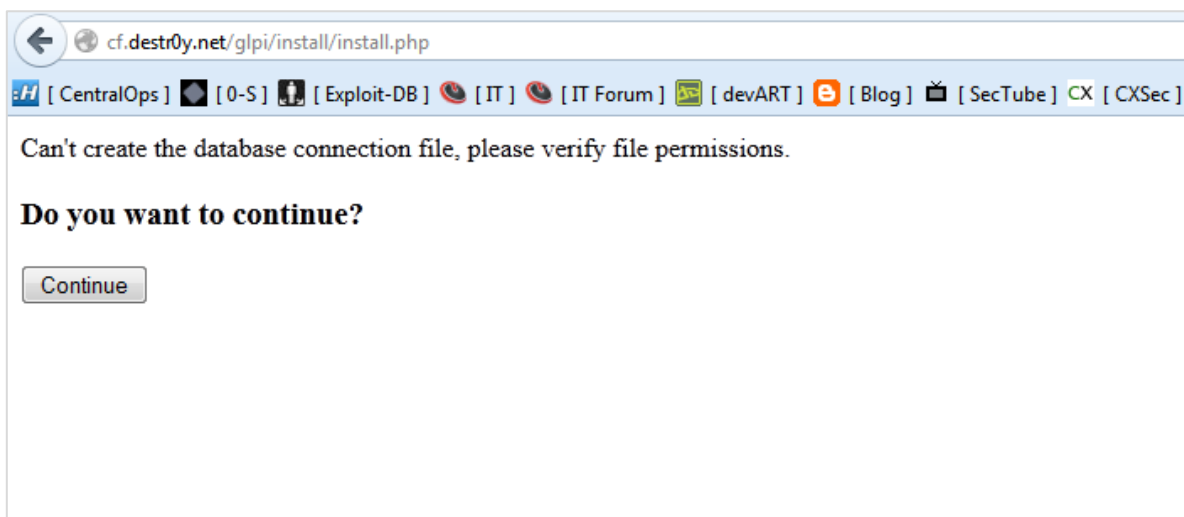 cf.destr0y.net/glpi/install/install.php
[ CentralOps ] [ 0-S ] [ Exploit-DB ] [ IT ] [ IT Forum ] [ devART ] [ Blog ] [ SecTube ] CX [ CXSec ]
Can't create the database connection file, please verify file permissions.
Do you want to continue?
Continue